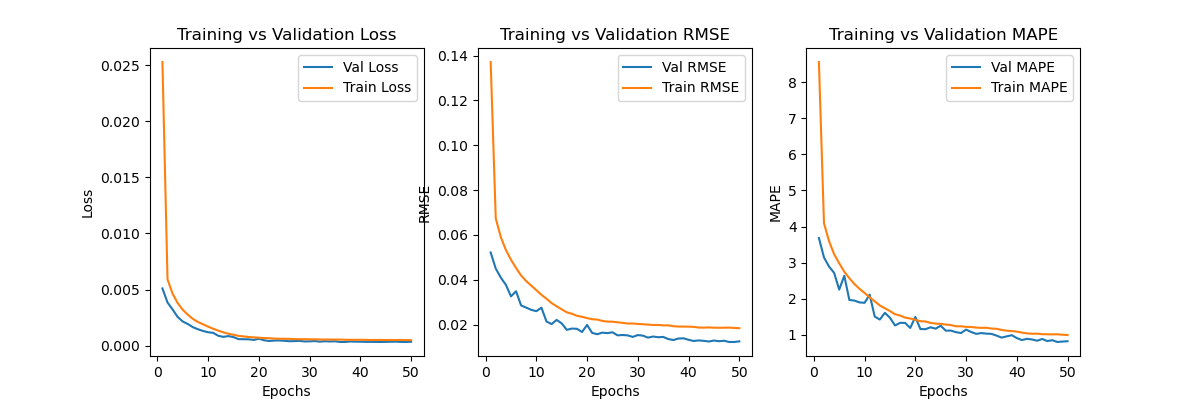 Training vs Validation Loss
Val Loss
Train Loss
0.025
0.020
0.015
0.010
0.005
0.000
Loss
0 10 20 30 40 50
Epochs
Training vs Validation RMSE
Val RMSE
Train RMSE
0.14
0.12
0.10
0.08
0.06
0.04
0.02
RMSE
0 10 20 30 40 50
Epochs
Training vs Validation MAPE
Val MAPE
Train MAPE
8
7
6
5
4
3
2
1
MAPE
0 10 20 30 40 50
Epochs